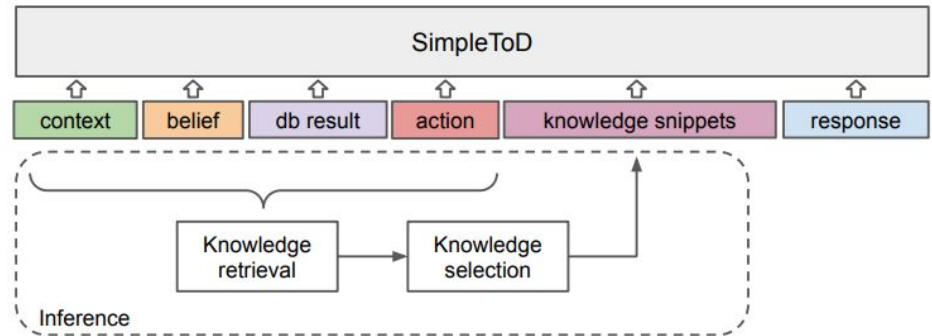 SimpleToD
context belief db result action knowledge snippets response
Knowledge Knowledge
retrieval selection
Inference